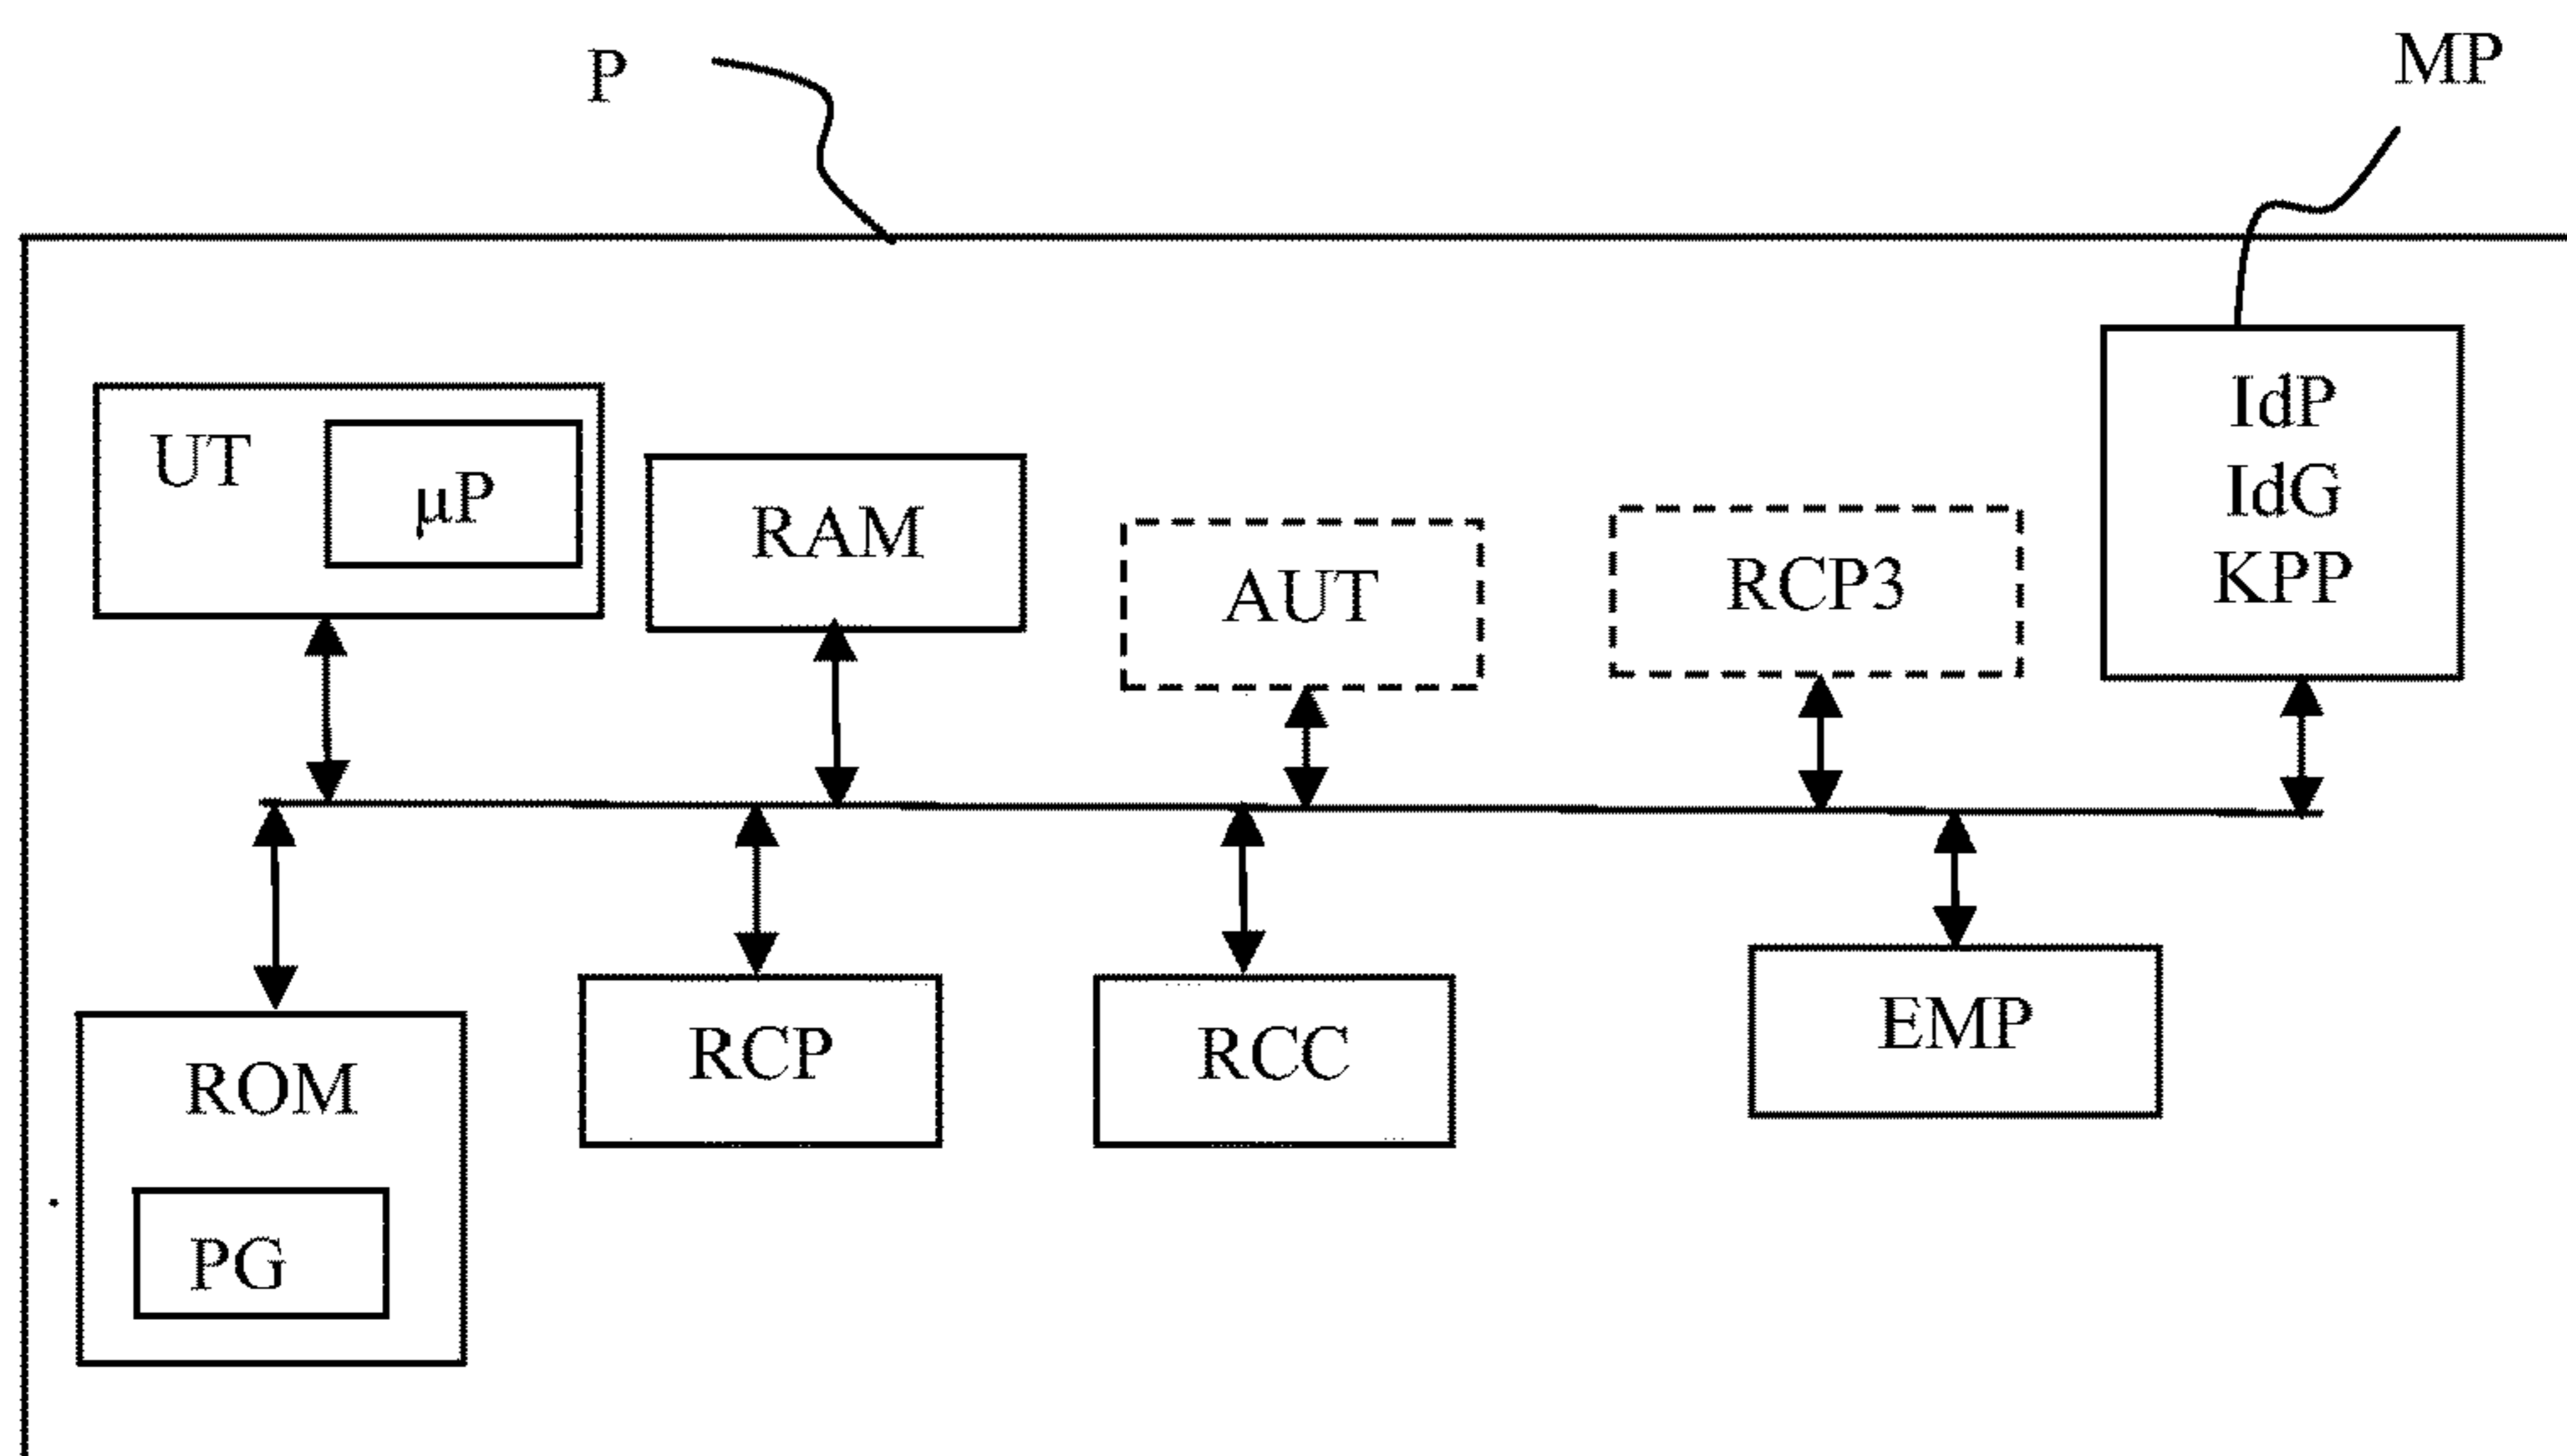 P
MP
UT
μP
RAM
AUT
RCP3
IdP
IdG
KPP
ROM
PG
RCP
RCC
EMP